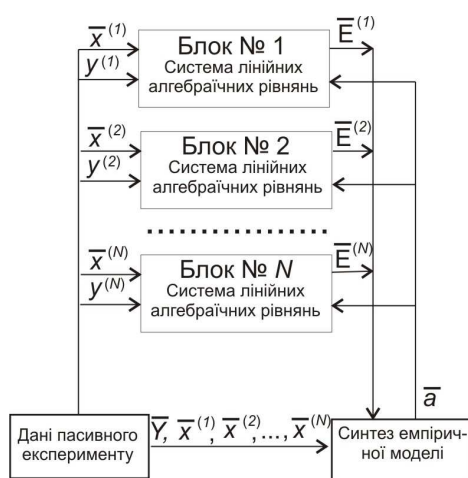 x̅⁽¹⁾
y⁽¹⁾
Блок № 1
Система лінійних
алгебраїчних рівнянь
E̅⁽¹⁾
x̅⁽²⁾
y⁽²⁾
Блок № 2
Система лінійних
алгебраїчних рівнянь
E̅⁽²⁾
x̅⁽ᴺ⁾
y⁽ᴺ⁾
Блок № N
Система лінійних
алгебраїчних рівнянь
E̅⁽ᴺ⁾
a̅
Дані пасивного
експерименту
Y̅, x̅⁽¹⁾, x̅⁽²⁾,..., x̅⁽ᴺ⁾
Синтез емпірич-
ної моделі